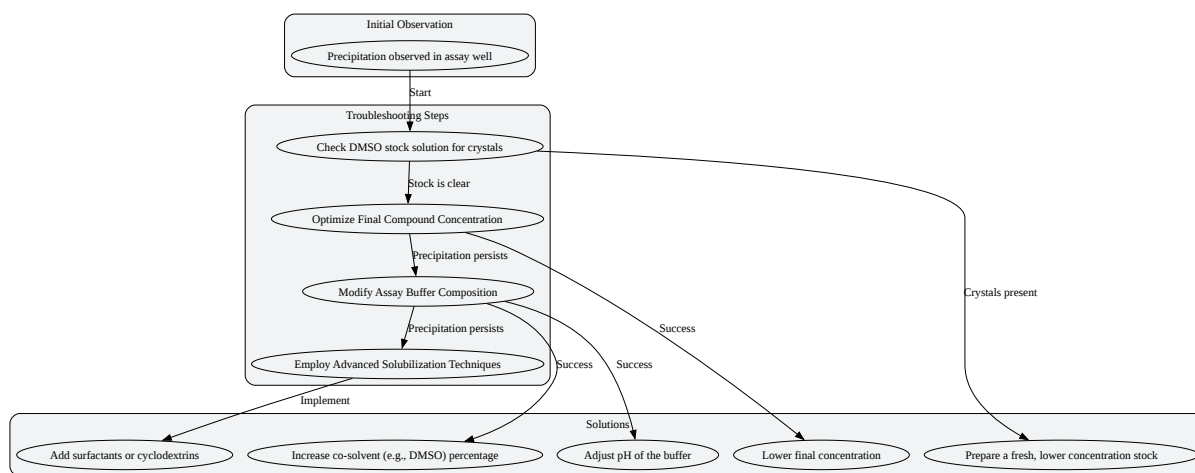 Initial Observation
Precipitation observed in assay well
Start
Troubleshooting Steps
Check DMSO stock solution for crystals
Stock is clear
Optimize Final Compound Concentration
Precipitation persists
Modify Assay Buffer Composition
Crystals present
Precipitation persists
Success
Employ Advanced Solubilization Techniques
Success
Success
Implement
Solutions
Add surfactants or cyclodextrins
Increase co-solvent (e.g., DMSO) percentage
Adjust pH of the buffer
Lower final concentration
Prepare a fresh, lower concentration stock